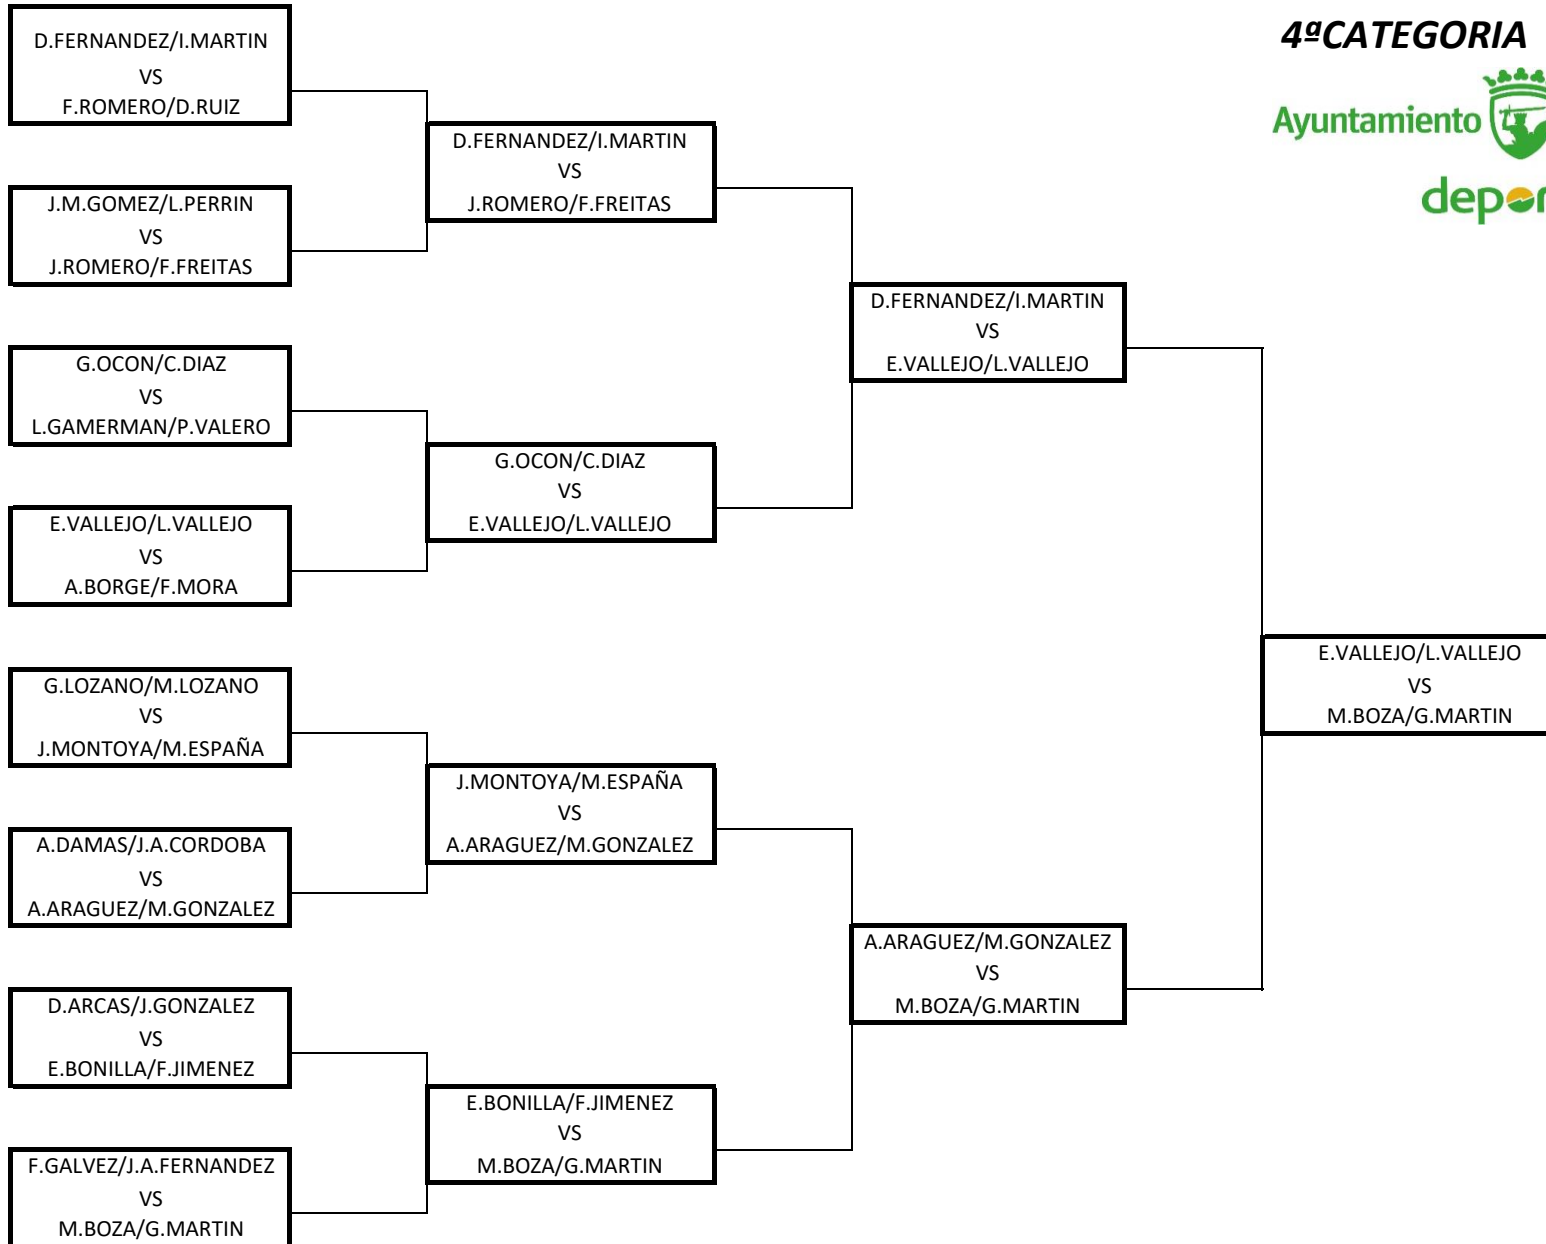 4ªCATEGORIA
Ayuntamiento
D.FERNANDEZ/I.MARTIN
VS
F.ROMERO/D.RUIZ
J.M.GOMEZ/L.PERRIN
VS
J.ROMERO/F.FREITAS
G.OCON/C.DIAZ
VS
L.GAMERMAN/P.VALERO
E.VALLEJO/L.VALLEJO
VS
A.BORGE/F.MORA
G.LOZANO/M.LOZANO
VS
J.MONTOYA/M.ESPAÑA
A.DAMAS/J.A.CORDOBA
VS
A.ARAGUEZ/M.GONZALEZ
D.ARCAS/J.GONZALEZ
VS
E.BONILLA/F.JIMENEZ
F.GALVEZ/J.A.FERNANDEZ
VS
M.BOZA/G.MARTIN
D.FERNANDEZ/I.MARTIN
VS
J.ROMERO/F.FREITAS
G.OCON/C.DIAZ
VS
E.VALLEJO/L.VALLEJO
J.MONTOYA/M.ESPAÑA
VS
A.ARAGUEZ/M.GONZALEZ
E.BONILLA/F.JIMENEZ
VS
M.BOZA/G.MARTIN
D.FERNANDEZ/I.MARTIN
VS
E.VALLEJO/L.VALLEJO
A.ARAGUEZ/M.GONZALEZ
VS
M.BOZA/G.MARTIN
E.VALLEJO/L.VALLEJO
VS
M.BOZA/G.MARTIN